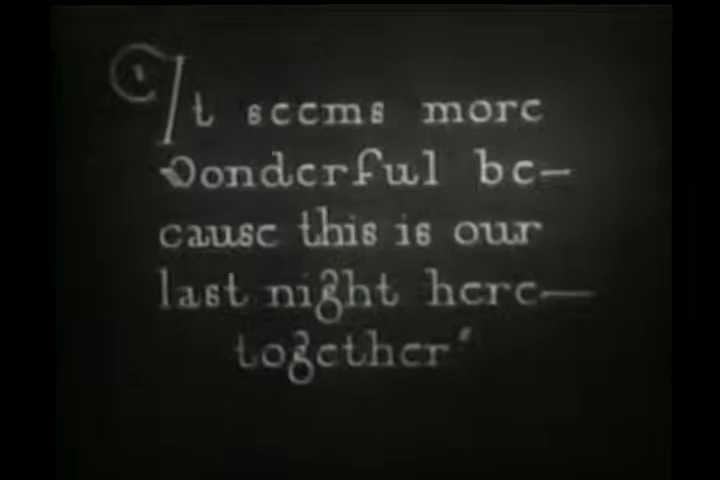 "It seems more
wonderful be-
cause this is our
last night here—
together"